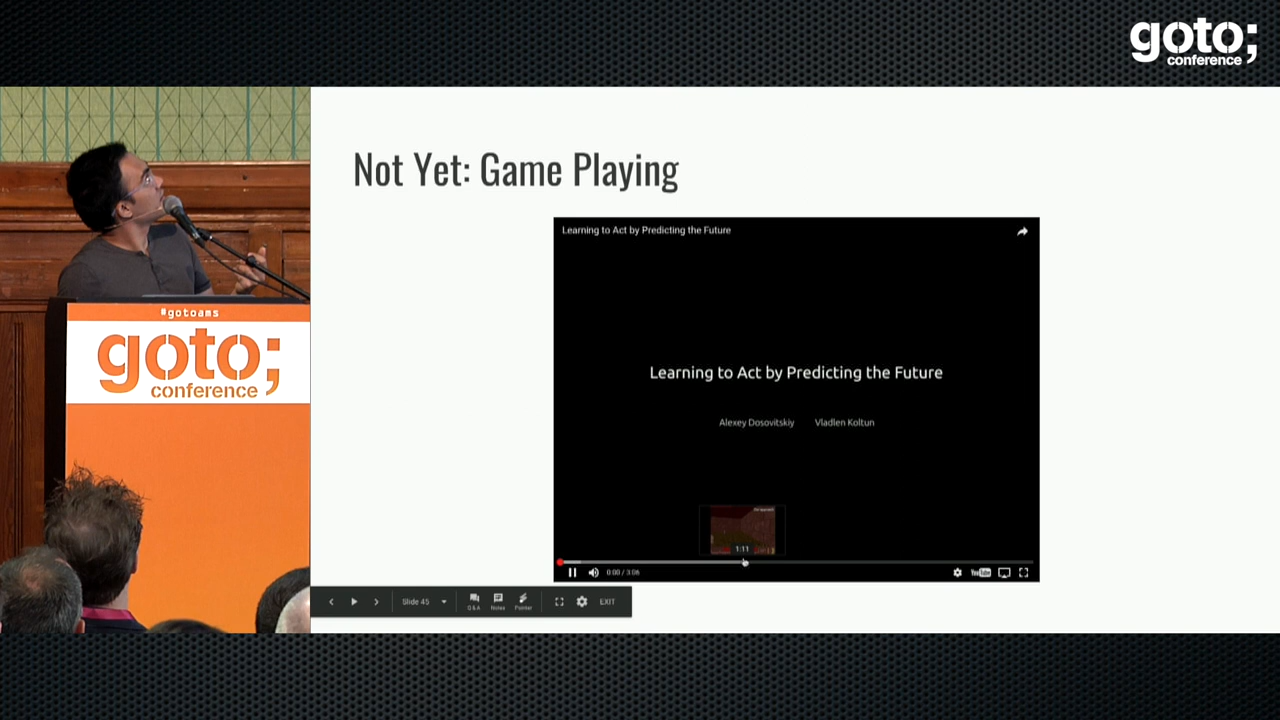 goto;
conference
Not Yet: Game Playing
Learning to Act by Predicting the Future
#gotoams
goto;
conference
Learning to Act by Predicting the Future
Alexey Dosovitskiy Vladlen Koltun
1:11
0:00 / 3:06
YouTube
Slide 45
Q & A
Notes
Pointer
EXIT